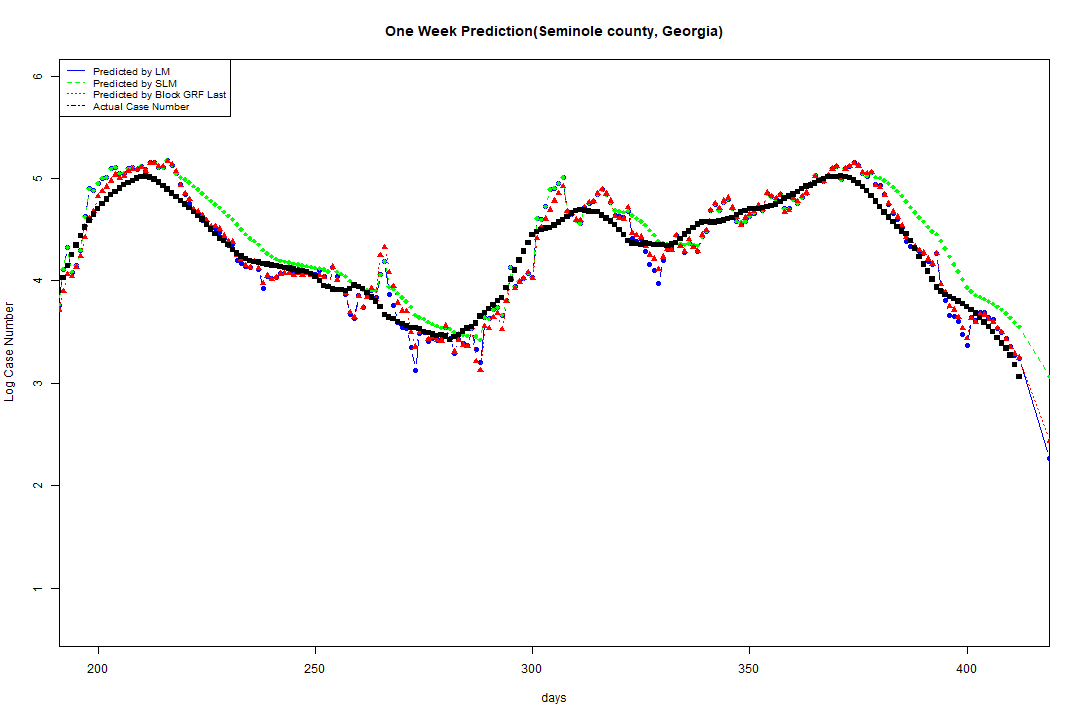 One Week Prediction(Seminole county, Georgia)
Predicted by LM
Predicted by SLM
Predicted by Block GRF Last
Actual Case Number
6
5
4
3
2
1
Log Case Number
200 250 300 350 400
days